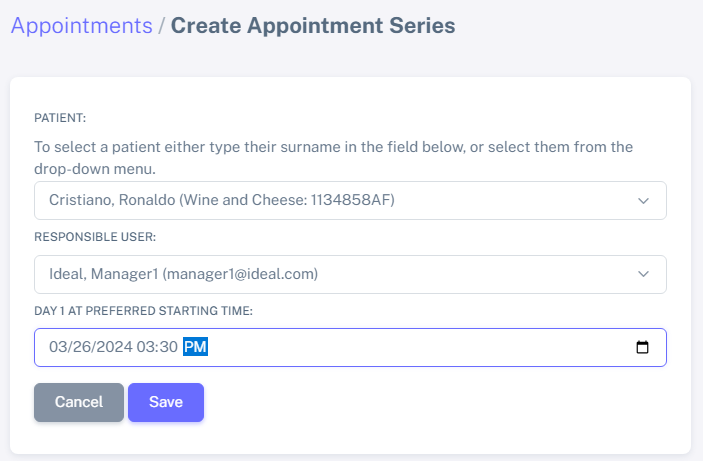 Appointments / Create Appointment Series
PATIENT:
To select a patient either type their surname in the field below, or select them from the
drop-down menu.
Cristiano, Ronaldo (Wine and Cheese: 1134858AF)
RESPONSIBLE USER:
Ideal, Manager1 (manager1@ideal.com)
DAY 1 AT PREFERRED STARTING TIME:
03/26/2024 03:30 PM
Cancel Save